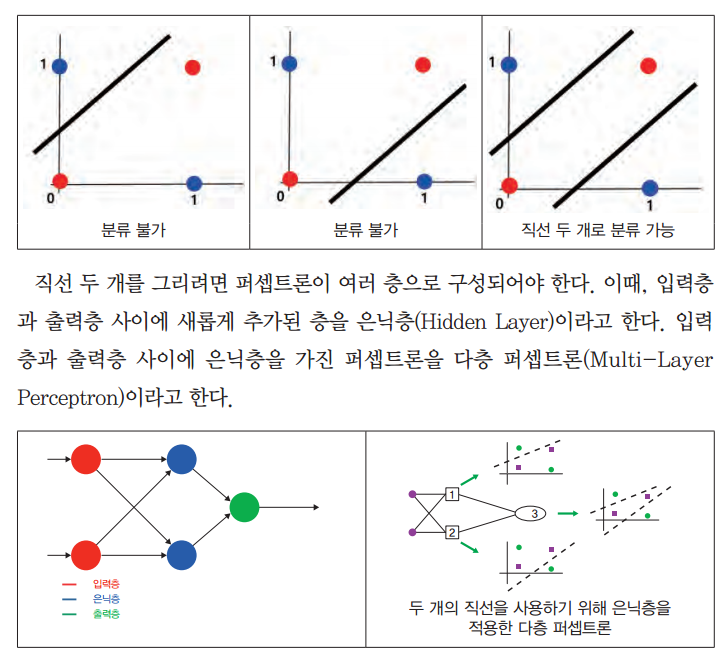 1
0
1
분류 불가
1
0
1
분류 불가
1
0
1
직선 두 개로 분류 가능
직선 두 개를 그리려면 퍼셉트론이 여러 층으로 구성되어야 한다. 이때, 입력층
과 출력층 사이에 새롭게 추가된 층을 은닉층(Hidden Layer)이라고 한다. 입력
층과 출력층 사이에 은닉층을 가진 퍼셉트론을 다층 퍼셉트론(Multi-Layer
Perceptron)이라고 한다.
입력층
은닉층
출력층
1
2
3
두 개의 직선을 사용하기 위해 은닉층을
적용한 다층 퍼셉트론